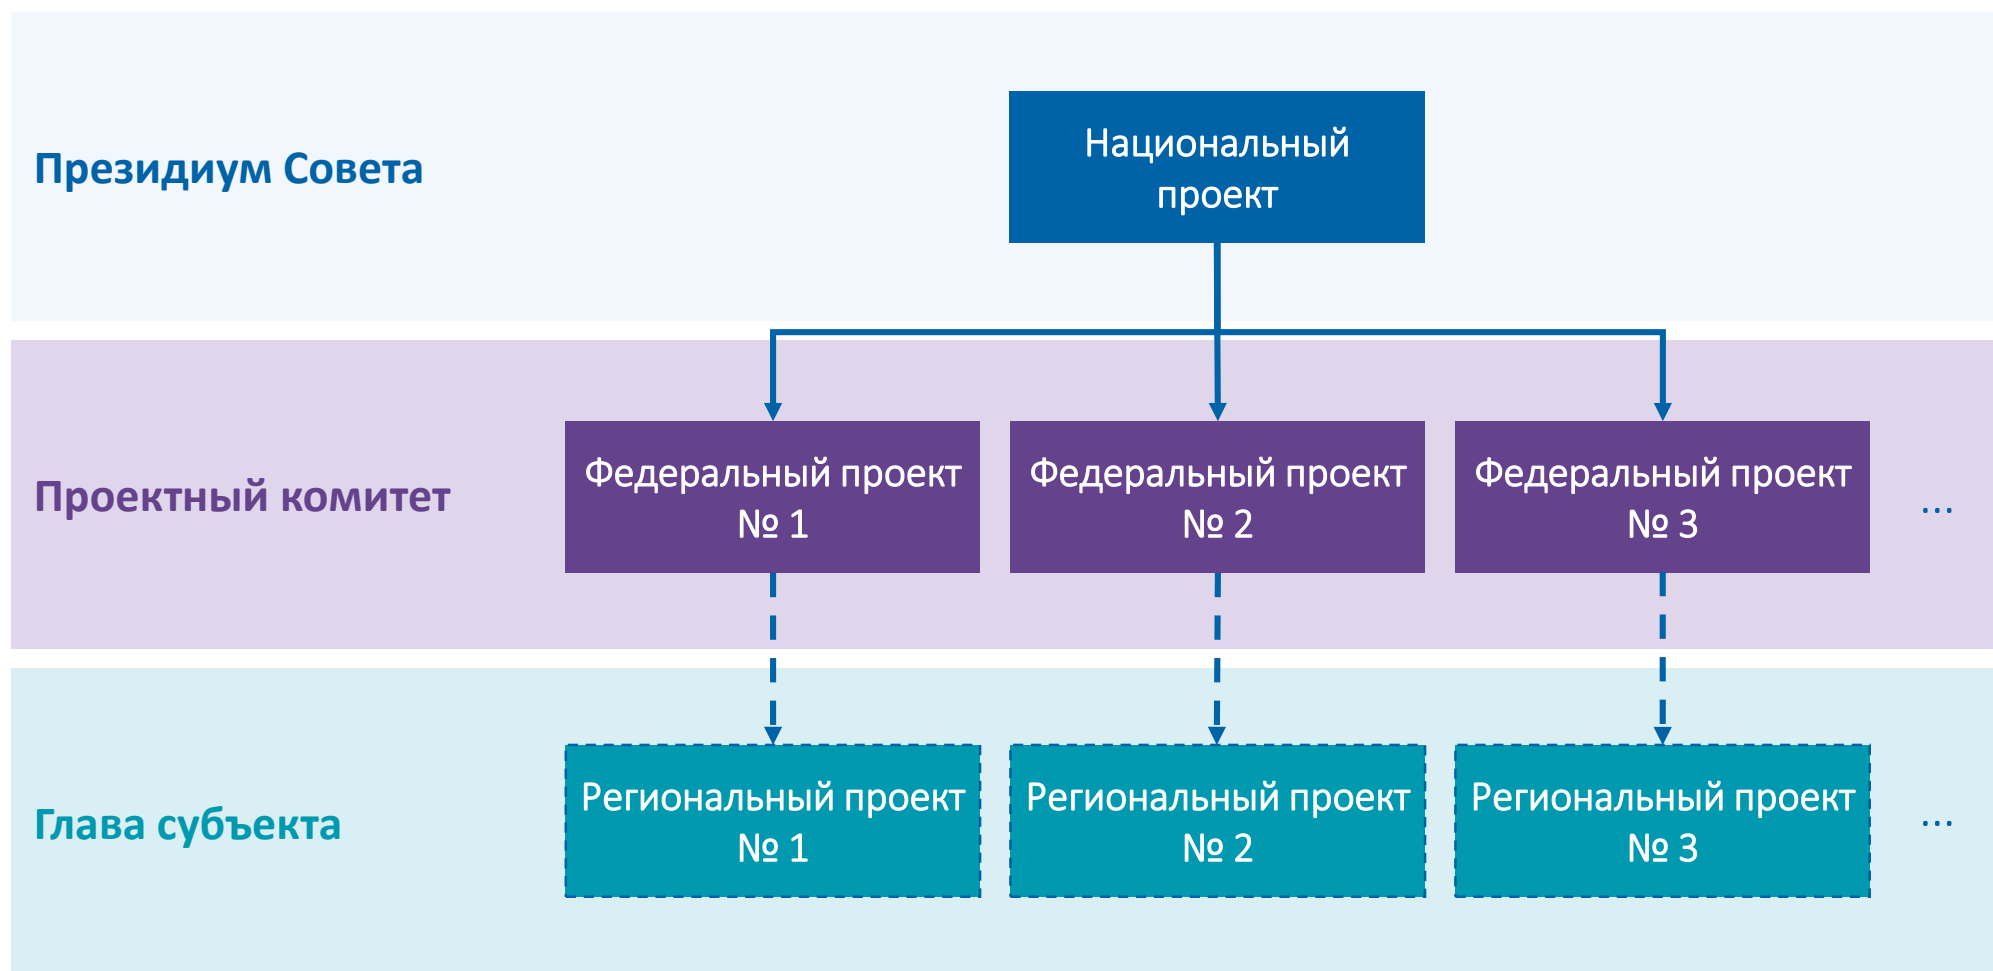 Президиум Совета
Национальный
проект
Проектный комитет
Федеральный проект
№ 1
Федеральный проект
№ 2
Федеральный проект
№ 3
...
Глава субъекта
Региональный проект
№ 1
Региональный проект
№ 2
Региональный проект
№ 3
...